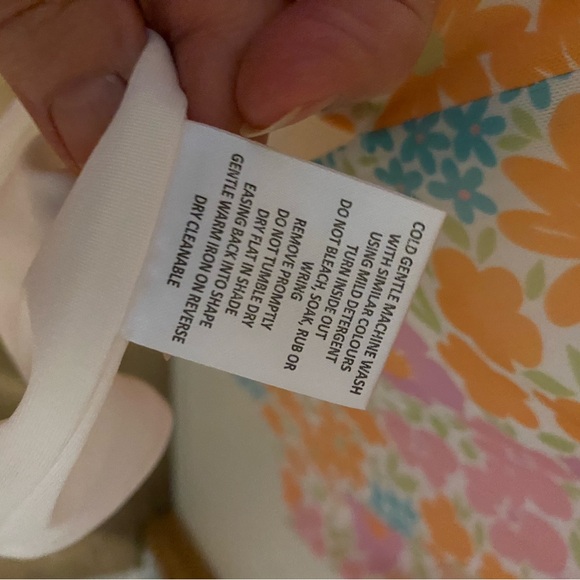 COLD GENTLE MACHINE WASH
WITH SIMILAR COLOURS
USING MILD DETERGENT
TURN INSIDE OUT
DO NOT BLEACH, SOAK, RUB OR
WRING
REMOVE PROMPTLY
DO NOT TUMBLE DRY
DRY FLAT IN SHADE
EASING BACK INTO SHAPE
GENTLE WARM IRON ON REVERSE
DRY CLEANABLE